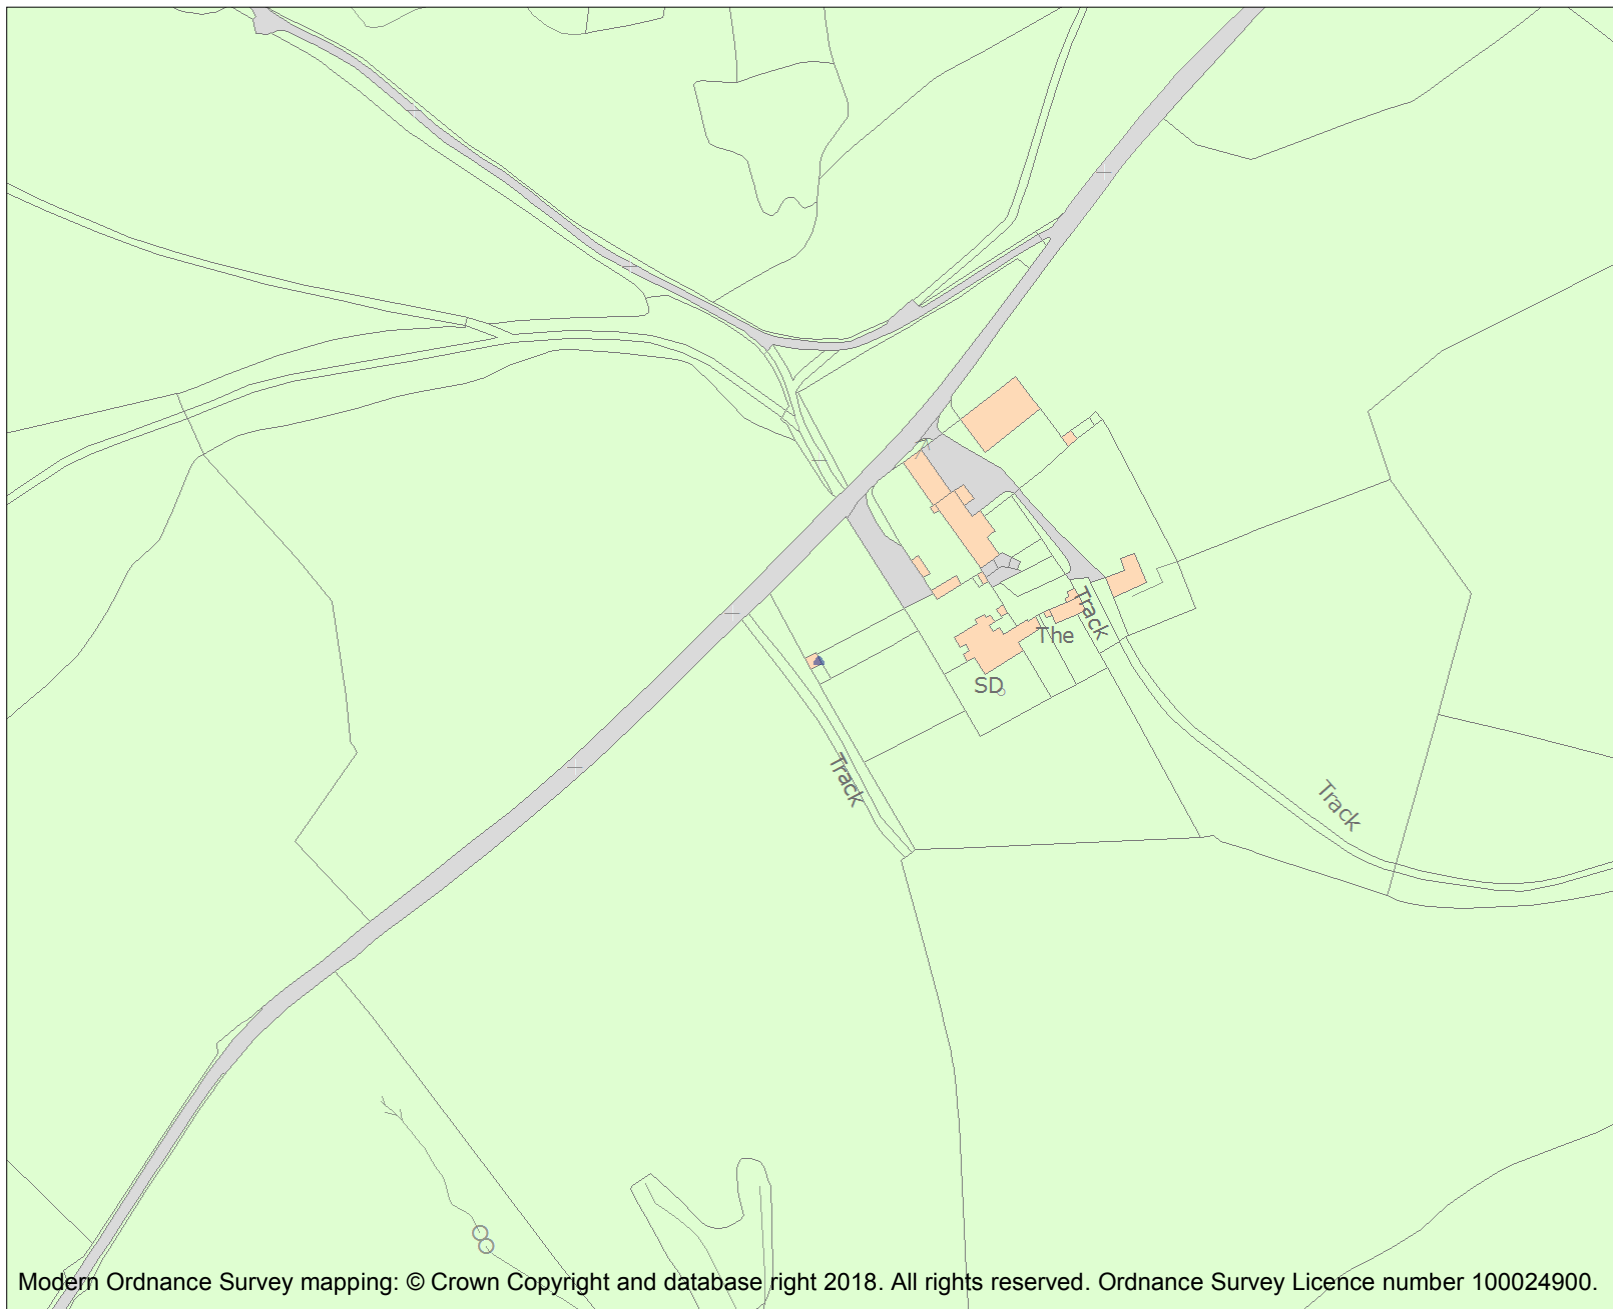 Track
The
SD
Track
Track
Modern Ordnance Survey mapping: © Crown Copyright and database right 2018. All rights reserved. Ordnance Survey Licence number 100024900.